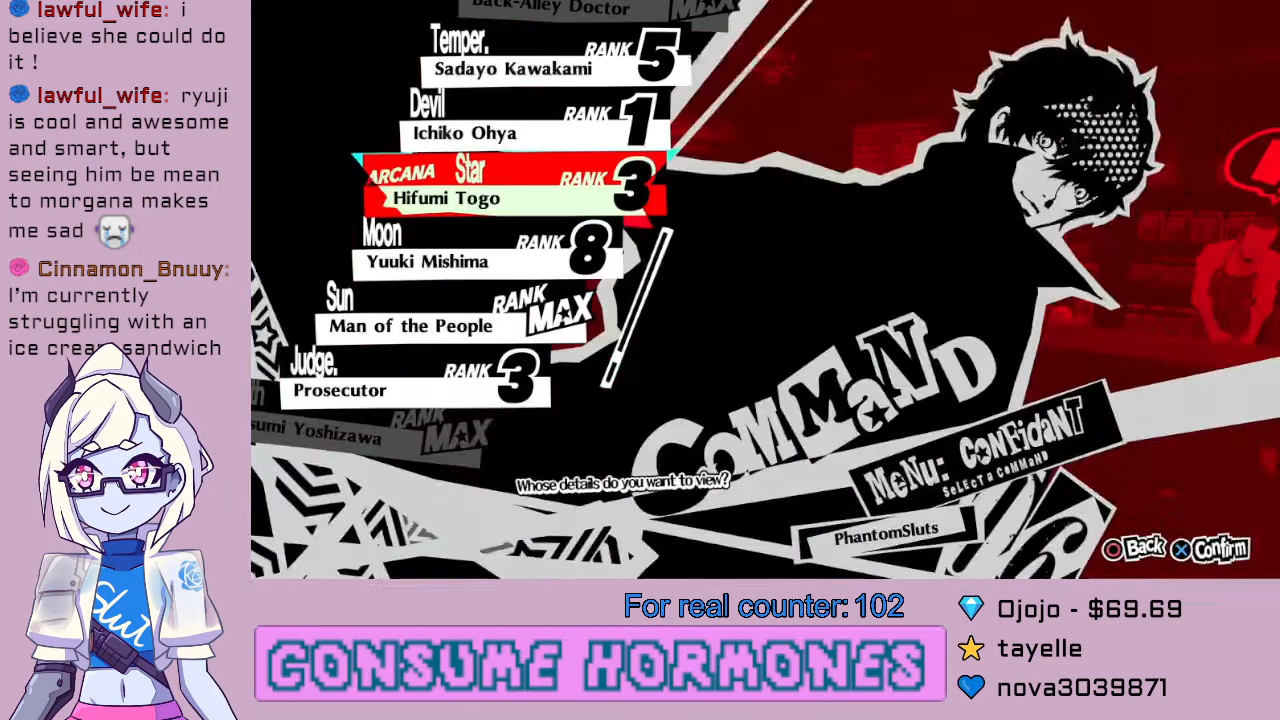 lawful_wife: i
believe she could do
it !
lawful_wife: ryuji
is cool and awesome
and smart, but
seeing him be mean
to morgana makes
me sad
Cinnamon_Bnuuy:
I'm currently
struggling with an
ice cream sandwich
Slut
Back-Alley Doctor
MAX
Temper. RANK 5
Sadayo Kawakami
Devil RANK 1
Ichiko Ohya
ARCANA Star RANK 3
Hifumi Togo
Moon RANK 8
Yuuki Mishima
Sun RANK MAX
Man of the People
Judge. RANK 3
Prosecutor
RANK MAX
sumi Yoshizawa
COMMaND
Whose details do you want to view?
MeNu: CoNFidaNT
SeLeCT a CoMMaND
PhantomSluts
Back Confirm
For real counter: 102
CONSUME HORMONES
Ojojo - $69.69
tayelle
nova3039871